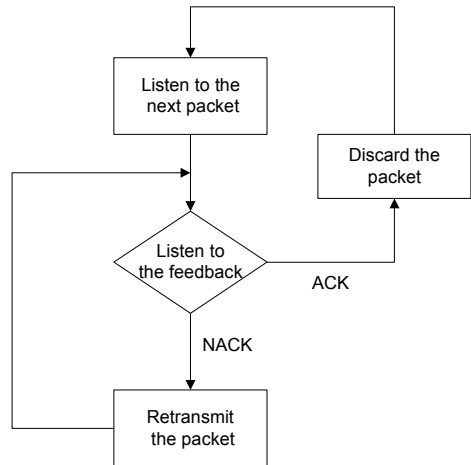 Listen to the
next packet
Discard the
packet
Listen to
the feedback
ACK
NACK
Retransmit
the packet